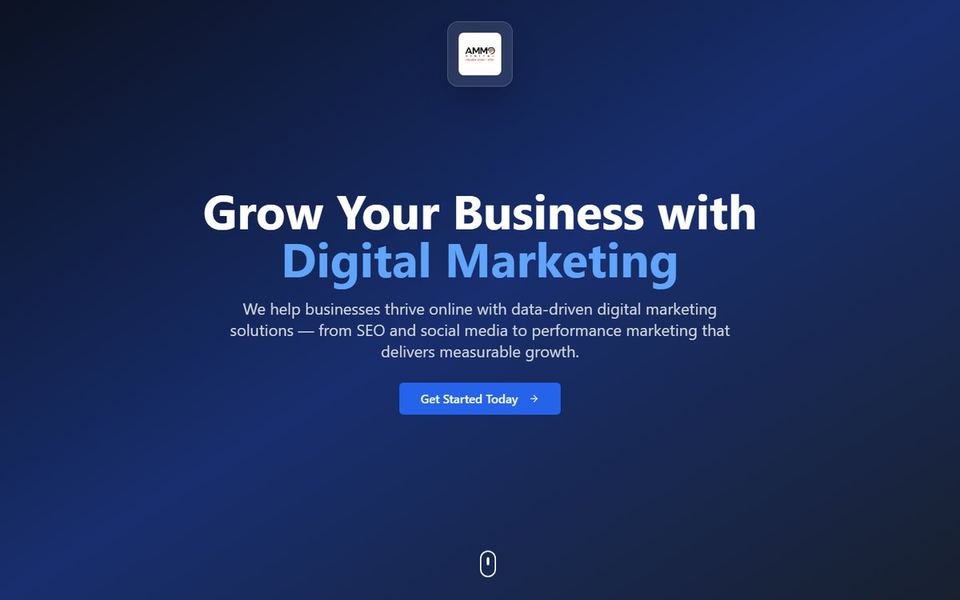 AMMO
Grow Your Business with
Digital Marketing
We help businesses thrive online with data-driven digital marketing
solutions — from SEO and social media to performance marketing that
delivers measurable growth.
Get Started Today